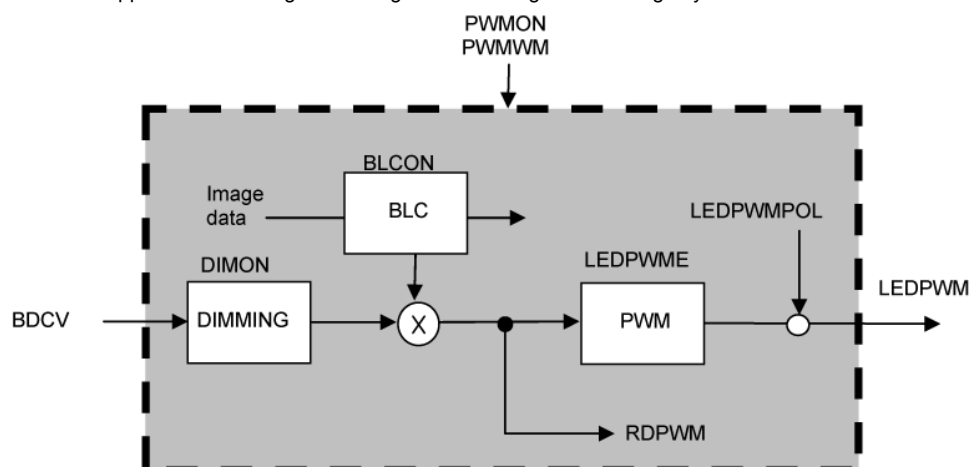 PWMON
PWMWM
BLCON
Image
data
BLC
LEDPWMPOL
DIMON
LEDPWME
LEDPWM
BDCV
DIMMING
X
PWM
RDPWM